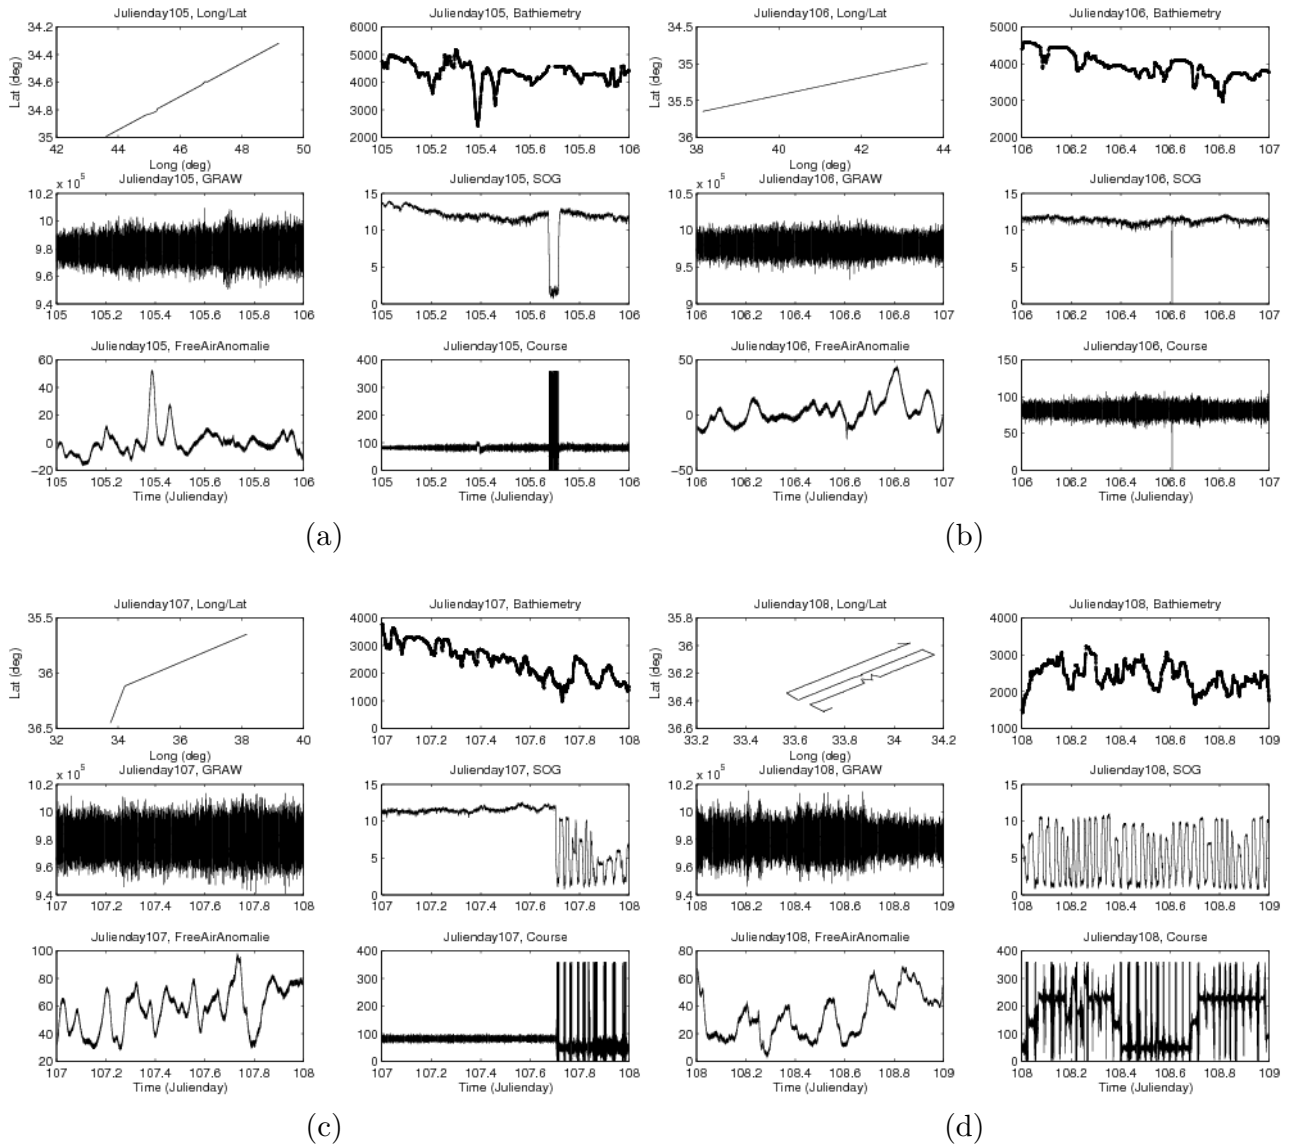 Julienday105, Long/Lat
34.2
34.4
34.6
34.8
35
Lat (deg)
42 44 46 48 50
Long (deg)
Julienday105, Bathiemetry
6000
5000
4000
3000
2000
105 105.2 105.4 105.6 105.8 106
Julienday106, Long/Lat
34.5
35
35.5
36
Lat (deg)
38 40 42 44
Long (deg)
Julienday106, Bathiemetry
5000
4000
3000
2000
106 106.2 106.4 106.6 106.8 107
Julienday105, GRAW
x 10^5
10.2
10
9.8
9.6
9.4
105 105.2 105.4 105.6 105.8 106
Julienday105, SOG
15
10
5
0
105 105.2 105.4 105.6 105.8 106
Julienday106, GRAW
x 10^5
10.5
10
9.5
9
106 106.2 106.4 106.6 106.8 107
Julienday106, SOG
15
10
5
0
106 106.2 106.4 106.6 106.8 107
Julienday105, FreeAirAnomalie
60
40
20
0
−20
105 105.2 105.4 105.6 105.8 106
Time (Julienday)
Julienday105, Course
400
300
200
100
0
105 105.2 105.4 105.6 105.8 106
Time (Julienday)
Julienday106, FreeAirAnomalie
50
0
−50
106 106.2 106.4 106.6 106.8 107
Time (Julienday)
Julienday106, Course
150
100
50
0
106 106.2 106.4 106.6 106.8 107
Time (Julienday)
(a)
(b)
Julienday107, Long/Lat
35.5
36
36.5
Lat (deg)
32 34 36 38 40
Long (deg)
Julienday107, Bathiemetry
4000
3000
2000
1000
0
107 107.2 107.4 107.6 107.8 108
Julienday108, Long/Lat
35.8
36
36.2
36.4
36.6
Lat (deg)
33.2 33.4 33.6 33.8 34 34.2
Long (deg)
Julienday108, Bathiemetry
4000
3000
2000
1000
108 108.2 108.4 108.6 108.8 109
Julienday107, GRAW
x 10^5
10.2
10
9.8
9.6
9.4
107 107.2 107.4 107.6 107.8 108
Julienday107, SOG
15
10
5
0
107 107.2 107.4 107.6 107.8 108
Julienday108, GRAW
x 10^5
10.2
10
9.8
9.6
9.4
108 108.2 108.4 108.6 108.8 109
Julienday108, SOG
15
10
5
0
108 108.2 108.4 108.6 108.8 109
Julienday107, FreeAirAnomalie
100
80
60
40
20
107 107.2 107.4 107.6 107.8 108
Time (Julienday)
Julienday107, Course
400
300
200
100
0
107 107.2 107.4 107.6 107.8 108
Time (Julienday)
Julienday108, FreeAirAnomalie
80
60
40
20
0
108 108.2 108.4 108.6 108.8 109
Time (Julienday)
Julienday108, Course
400
300
200
100
0
108 108.2 108.4 108.6 108.8 109
Time (Julienday)
(c)
(d)